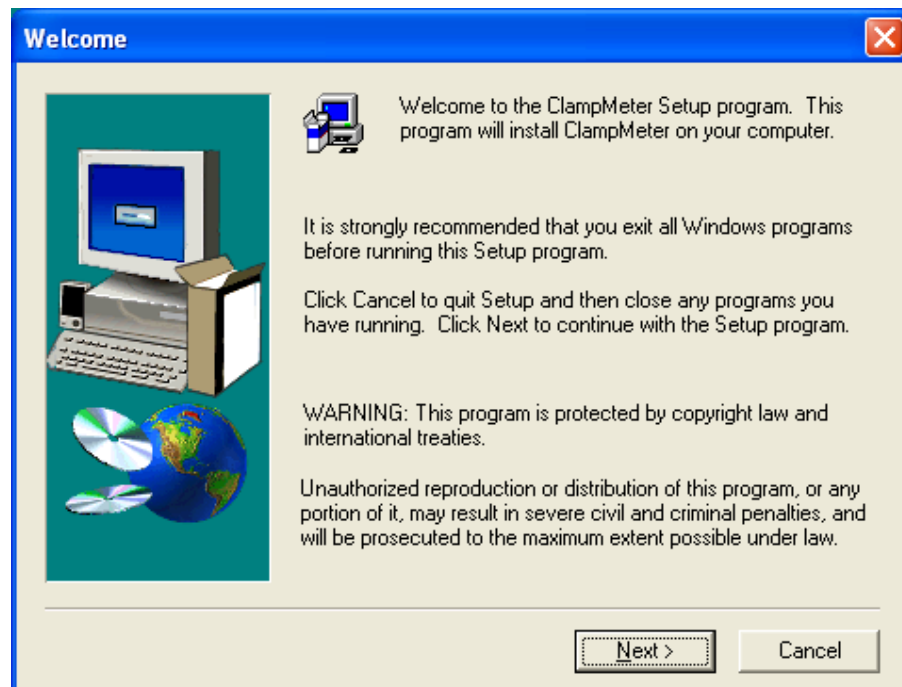 Welcome
Welcome to the ClampMeter Setup program.  This
program will install ClampMeter on your computer.
It is strongly recommended that you exit all Windows programs
before running this Setup program.
Click Cancel to quit Setup and then close any programs you
have running.  Click Next to continue with the Setup program.
WARNING: This program is protected by copyright law and
international treaties.
Unauthorized reproduction or distribution of this program, or any
portion of it, may result in severe civil and criminal penalties, and
will be prosecuted to the maximum extent possible under law.
Next >
Cancel